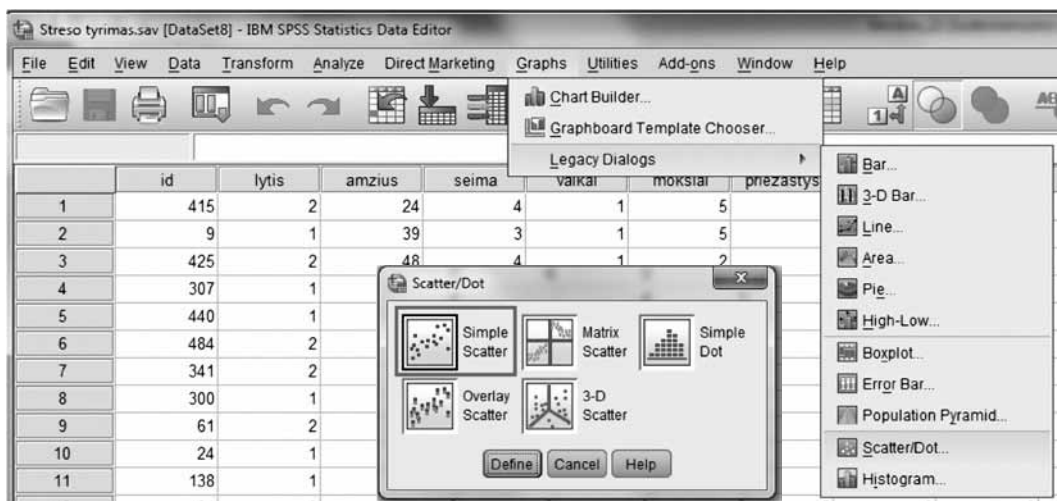 Streso tyrimas.sav [DataSet8] - IBM SPSS Statistics Data Editor
File Edit View Data Transform Analyze Direct Marketing Graphs Utilities Add-ons Window Help
Chart Builder...
Graphboard Template Chooser...
Legacy Dialogs
Bar...
3-D Bar...
Line...
Area...
Pie...
High-Low...
Boxplot...
Error Bar...
Population Pyramid...
Scatter/Dot...
Histogram...
id lytis amzius seima vaikai mokslai priezastys
1 415 2 24 4 1 5
2 9 1 39 3 1 5
3 425 2 48 4 1 2
4 307 1
5 440 1
6 484 2
7 341 2
8 300 1
9 61 2
10 24 1
11 138 1
Scatter/Dot
Simple Scatter
Matrix Scatter
Simple Dot
Overlay Scatter
3-D Scatter
Define Cancel Help